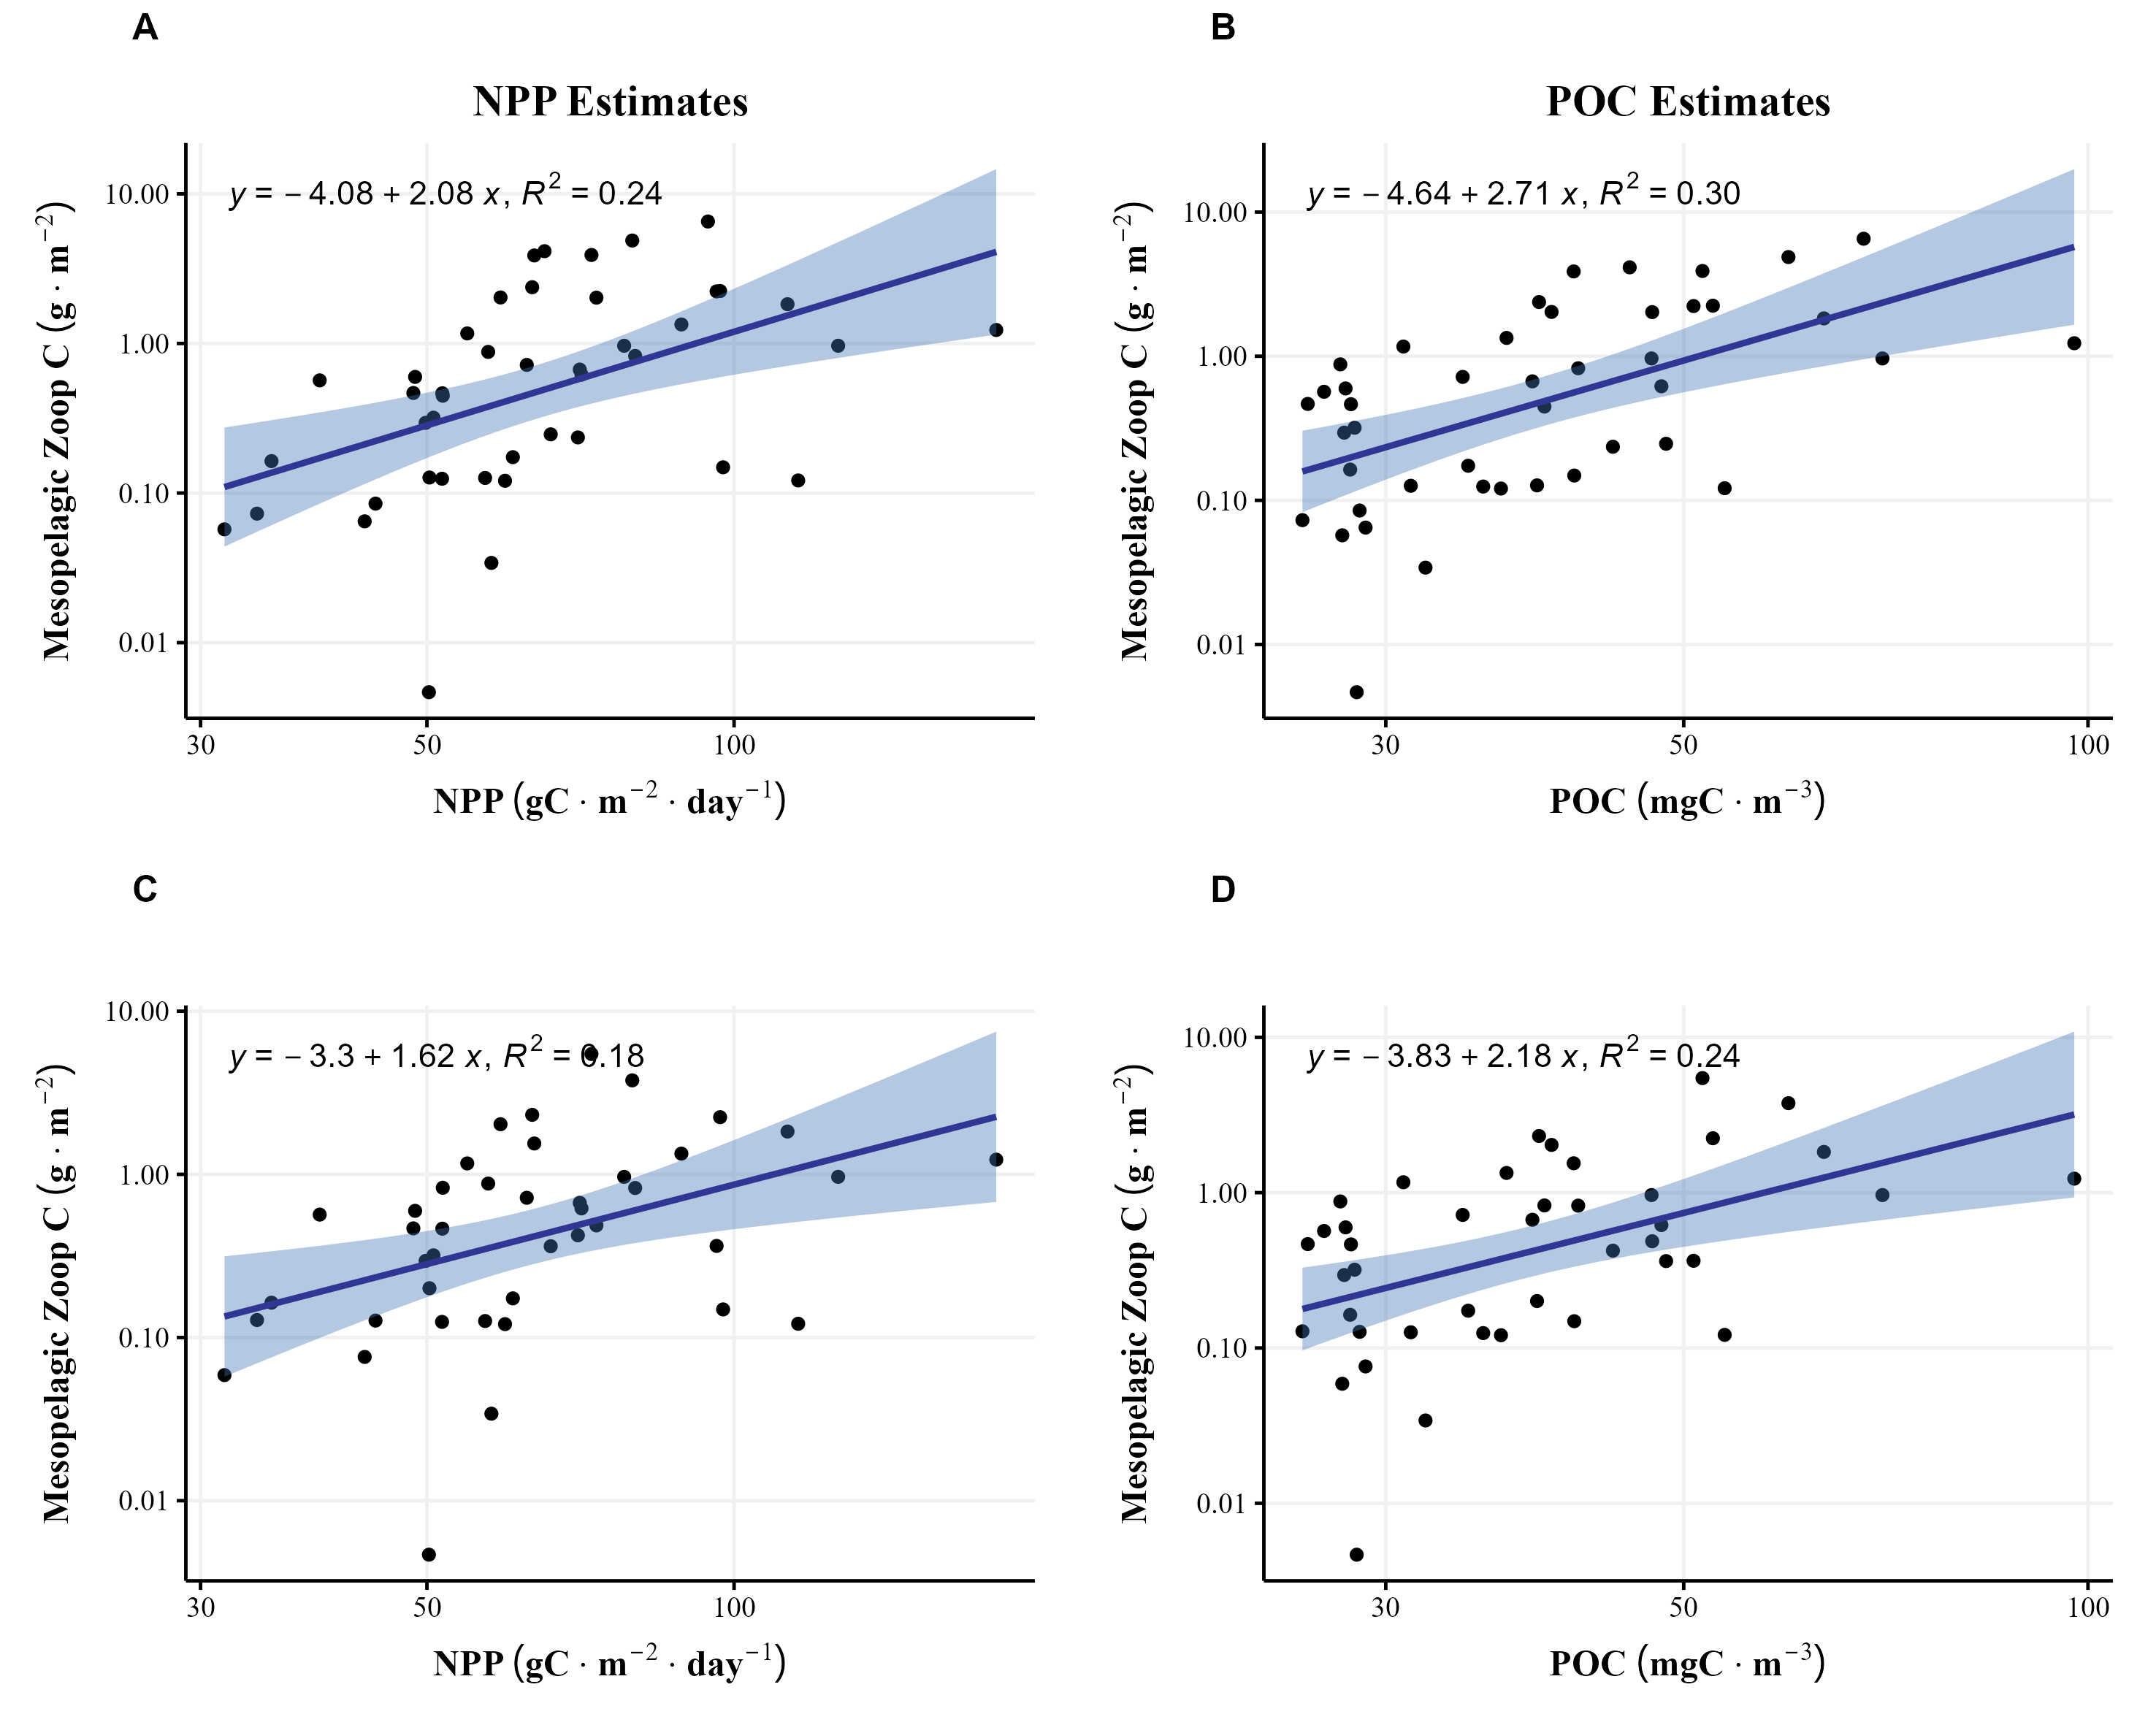 A
NPP Estimates
y = − 4.08 + 2.08 x, R² = 0.24
Mesopelagic Zoop C (g · m⁻²)
10.00
1.00
0.10
0.01
30 50 100
NPP (gC · m⁻² · day⁻¹)
B
POC Estimates
y = − 4.64 + 2.71 x, R² = 0.30
Mesopelagic Zoop C (g · m⁻²)
10.00
1.00
0.10
0.01
30 50 100
POC (mgC · m⁻³)
C
y = − 3.3 + 1.62 x, R² = 0.18
Mesopelagic Zoop C (g · m⁻²)
10.00
1.00
0.10
0.01
30 50 100
NPP (gC · m⁻² · day⁻¹)
D
y = − 3.83 + 2.18 x, R² = 0.24
Mesopelagic Zoop C (g · m⁻²)
10.00
1.00
0.10
0.01
30 50 100
POC (mgC · m⁻³)